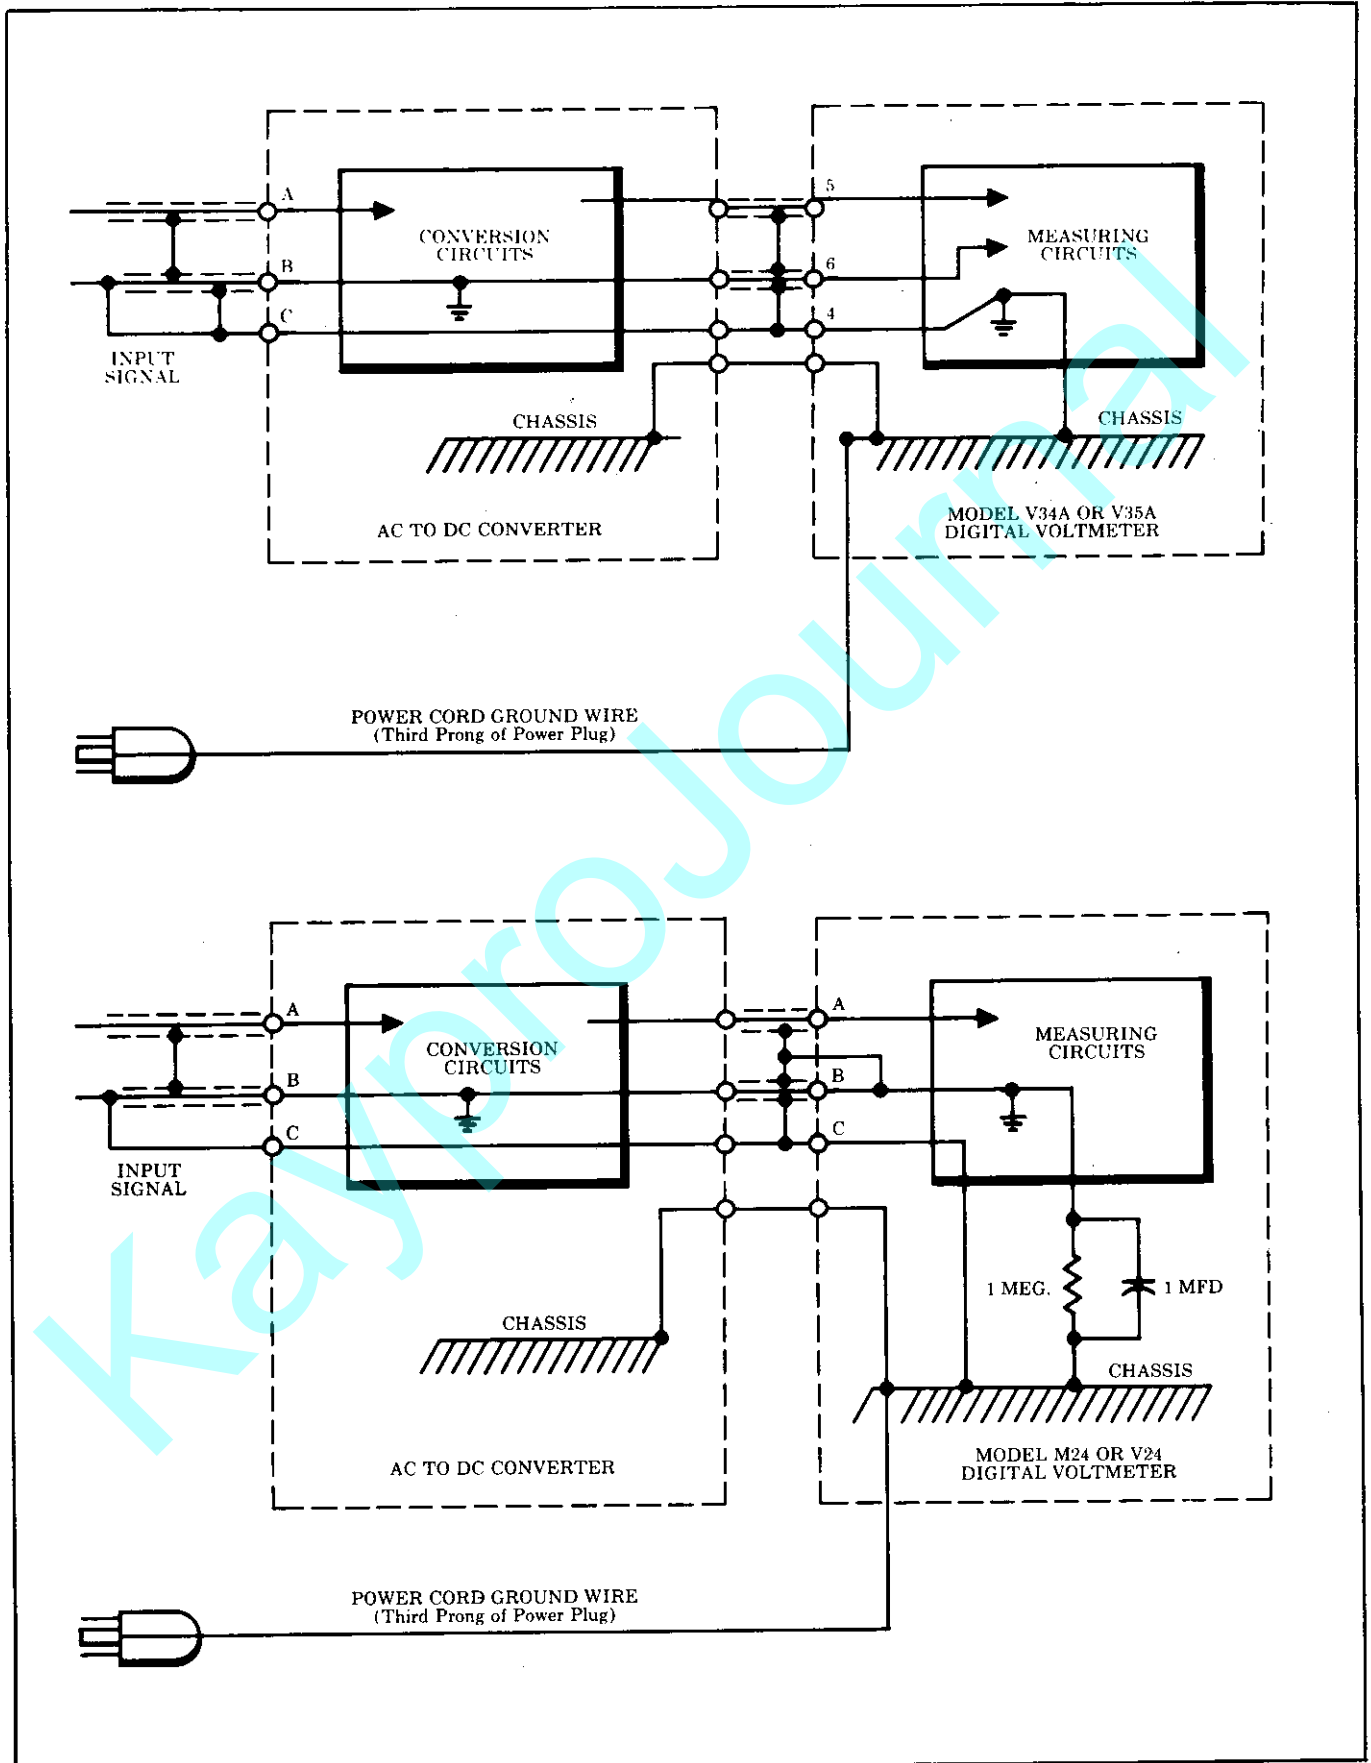 A
5
CONVERSION
CIRCUITS
MEASURING
CIRCUITS
B
6
C
4
INPUT
SIGNAL
CHASSIS
CHASSIS
AC TO DC CONVERTER
MODEL V34A OR V35A
DIGITAL VOLTMETER
POWER CORD GROUND WIRE
(Third Prong of Power Plug)
A
A
CONVERSION
CIRCUITS
MEASURING
CIRCUITS
B
B
C
C
INPUT
SIGNAL
1 MEG.
1 MFD
CHASSIS
CHASSIS
AC TO DC CONVERTER
MODEL M24 OR V24
DIGITAL VOLTMETER
POWER CORD GROUND WIRE
(Third Prong of Power Plug)
KayproJournal